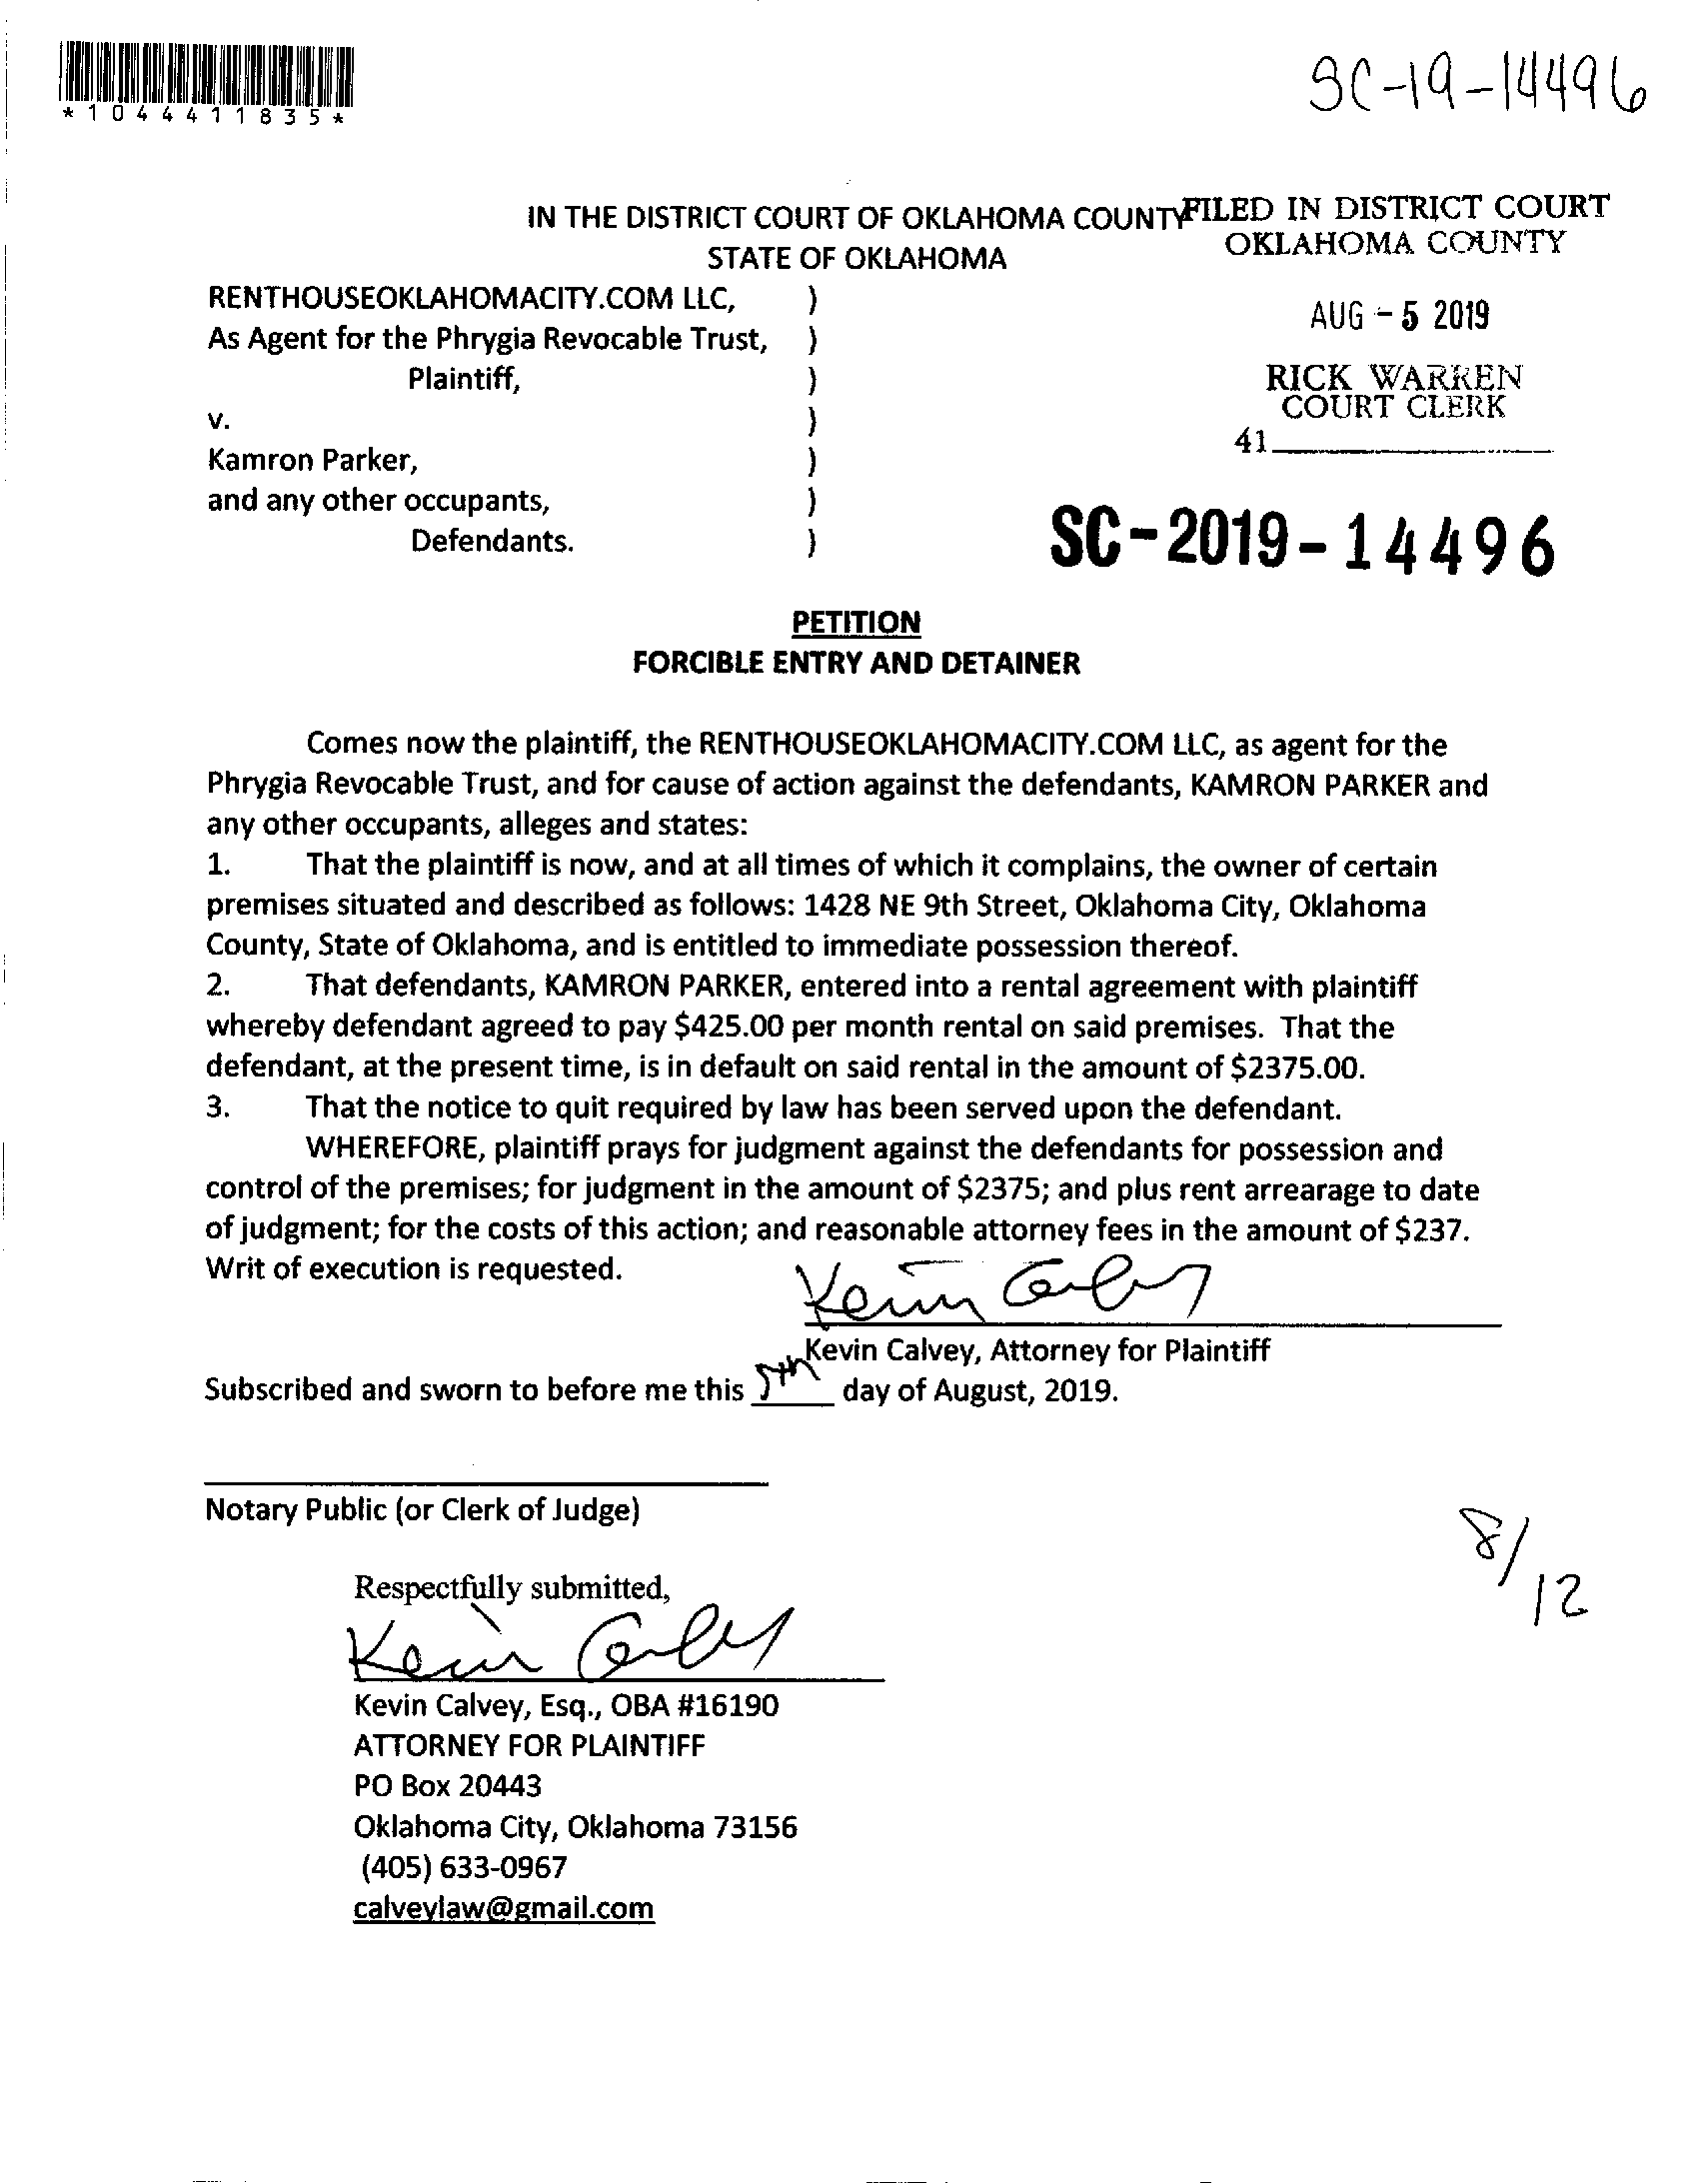 *1044411835*
SC-19-14496
IN THE DISTRICT COURT OF OKLAHOMA COUNTY
STATE OF OKLAHOMA
FILED IN DISTRICT COURT
OKLAHOMA COUNTY
AUG - 5 2019
RICK WARREN
COURT CLERK
41
RENTHOUSEOKLAHOMACITY.COM LLC, )
As Agent for the Phrygia Revocable Trust, )
Plaintiff, )
v. )
Kamron Parker, )
and any other occupants, )
Defendants. )
SC-2019-14496
PETITION
FORCIBLE ENTRY AND DETAINER
Comes now the plaintiff, the RENTHOUSEOKLAHOMACITY.COM LLC, as agent for the
Phrygia Revocable Trust, and for cause of action against the defendants, KAMRON PARKER and
any other occupants, alleges and states:
1. That the plaintiff is now, and at all times of which it complains, the owner of certain
premises situated and described as follows: 1428 NE 9th Street, Oklahoma City, Oklahoma
County, State of Oklahoma, and is entitled to immediate possession thereof.
2. That defendants, KAMRON PARKER, entered into a rental agreement with plaintiff
whereby defendant agreed to pay $425.00 per month rental on said premises. That the
defendant, at the present time, is in default on said rental in the amount of $2375.00.
3. That the notice to quit required by law has been served upon the defendant.
WHEREFORE, plaintiff prays for judgment against the defendants for possession and
control of the premises; for judgment in the amount of $2375; and plus rent arrearage to date
of judgment; for the costs of this action; and reasonable attorney fees in the amount of $237.
Writ of execution is requested.
Kevin Calvey
Kevin Calvey, Attorney for Plaintiff
Subscribed and sworn to before me this 5th day of August, 2019.
Notary Public (or Clerk of Judge)
8/12
Respectfully submitted,
Kevin Calvey
Kevin Calvey, Esq., OBA #16190
ATTORNEY FOR PLAINTIFF
PO Box 20443
Oklahoma City, Oklahoma 73156
(405) 633-0967
calveylaw@gmail.com